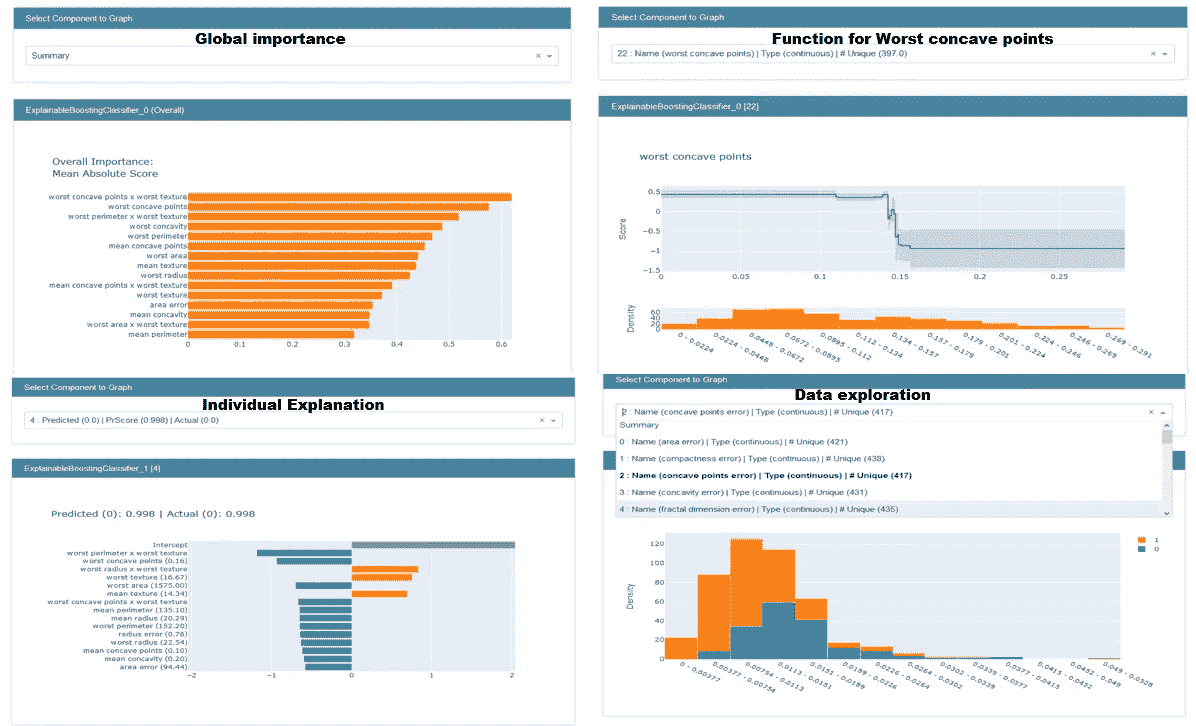 Select Component to Graph
Global importance
Summary
ExplainableBoostingClassifier_0 (Overall)
Overall Importance:
Mean Absolute Score
worst concave points x worst texture
worst concave points
worst perimeter x worst texture
worst concavity
worst perimeter
mean concave points
worst area
mean texture
worst radius
mean concave points x worst texture
worst texture
area error
mean concavity
worst area x worst texture
mean perimeter
0 0.1 0.2 0.3 0.4 0.5 0.6
Select Component to Graph
Function for Worst concave points
22 : Name (worst concave points) | Type (continuous) | # Unique (397.0)
ExplainableBoostingClassifier_0 [22]
worst concave points
Score
0.5
0
−0.5
−1
−1.5
0 0.05 0.1 0.15 0.2 0.25
Density
60
40
20
0
0 - 0.0224
0.0224 - 0.0448
0.0448 - 0.0672
0.0672 - 0.0895
0.0895 - 0.112
0.112 - 0.134
0.134 - 0.157
0.157 - 0.179
0.179 - 0.201
0.201 - 0.224
0.224 - 0.246
0.246 - 0.269
0.269 - 0.291
Select Component to Graph
Individual Explanation
4 : Predicted (0.0) | PrScore (0.998) | Actual (0.0)
ExplainableBoostingClassifier_1 [4]
Predicted (0): 0.998 | Actual (0): 0.998
Intercept
worst perimeter x worst texture
worst concave points (0.16)
worst radius x worst texture
worst texture (16.67)
worst area (1575.00)
mean texture (14.34)
worst concave points x worst texture
mean perimeter (135.10)
mean radius (20.29)
worst perimeter (152.20)
radius error (0.76)
worst radius (22.54)
mean concave points (0.10)
mean concavity (0.20)
area error (94.44)
−2 −1 0 1 2
Select Component to Graph
Data exploration
2 : Name (concave points error) | Type (continuous) | # Unique (417)
Summary
0 : Name (area error) | Type (continuous) | # Unique (421)
1 : Name (compactness error) | Type (continuous) | # Unique (438)
2 : Name (concave points error) | Type (continuous) | # Unique (417)
3 : Name (concavity error) | Type (continuous) | # Unique (431)
4 : Name (fractal dimension error) | Type (continuous) | # Unique (435)
Density
120
100
80
60
40
20
0
1
0
0 - 0.00377
0.00377 - 0.00754
0.00754 - 0.0113
0.0113 - 0.0151
0.0151 - 0.0189
0.0189 - 0.0226
0.0226 - 0.0264
0.0264 - 0.0302
0.0302 - 0.0339
0.0339 - 0.0377
0.0377 - 0.0415
0.0415 - 0.0452
0.0452 - 0.049
0.049 - 0.0528